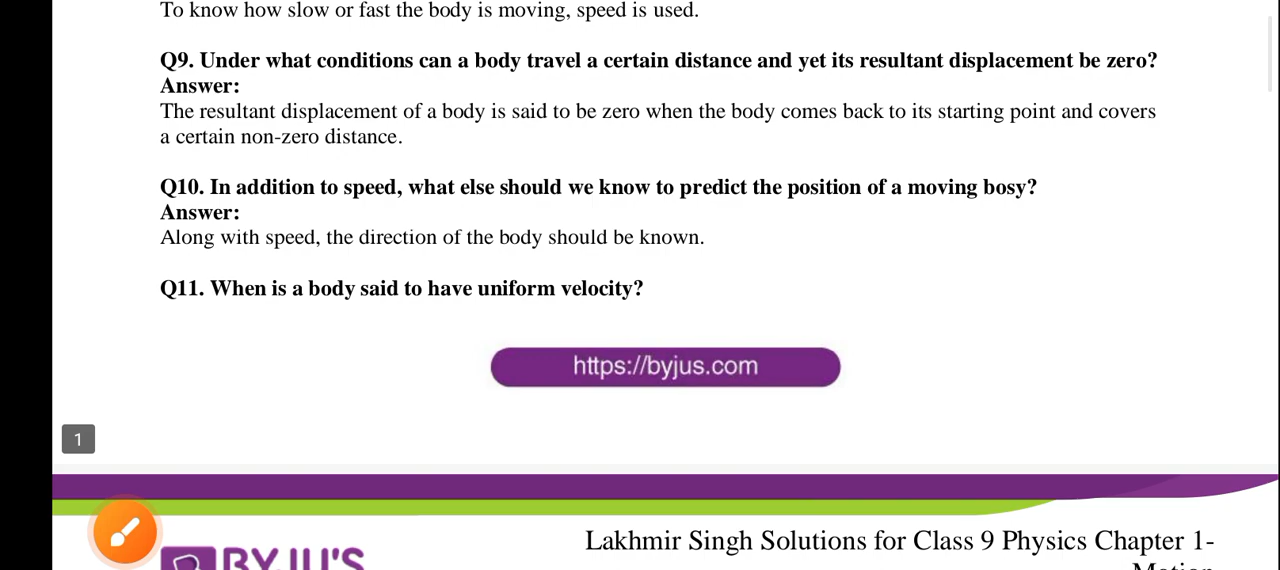 To know how slow or fast the body is moving, speed is used.
Q9. Under what conditions can a body travel a certain distance and yet its resultant displacement be zero?
Answer:
The resultant displacement of a body is said to be zero when the body comes back to its starting point and covers
a certain non-zero distance.
Q10. In addition to speed, what else should we know to predict the position of a moving bosy?
Answer:
Along with speed, the direction of the body should be known.
Q11. When is a body said to have uniform velocity?
https://byjus.com
1
Lakhmir Singh Solutions for Class 9 Physics Chapter 1-
Motion
BYJU'S